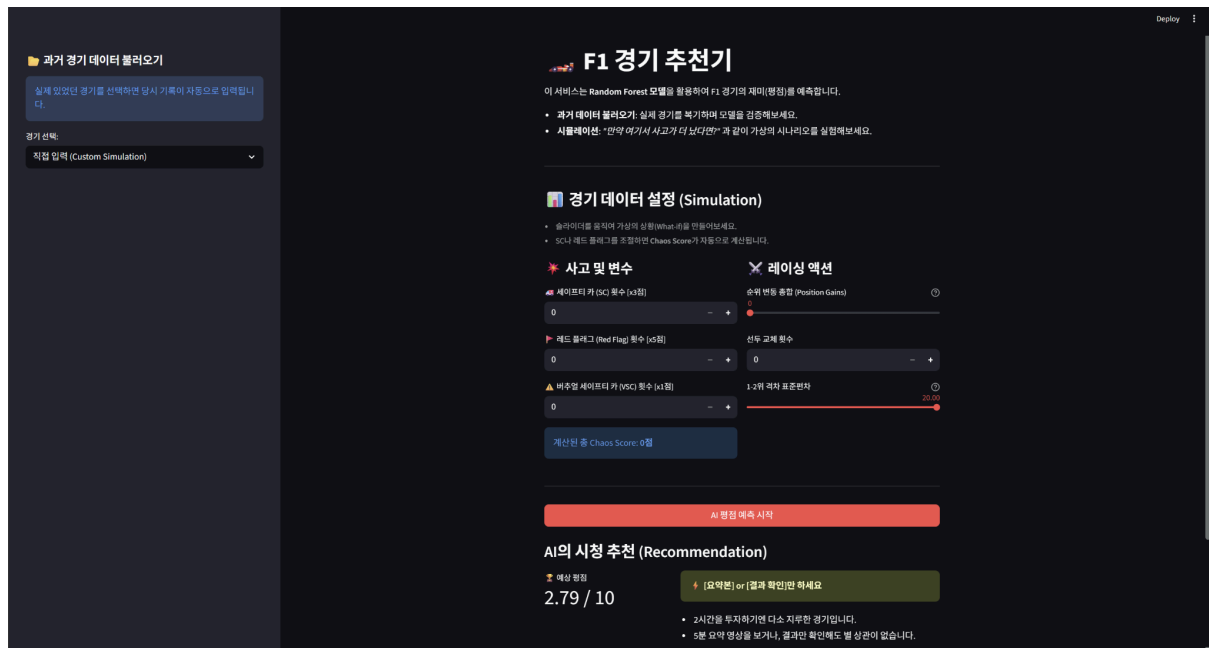 Deploy
과거 경기 데이터 불러오기
실제 있었던 경기를 선택하면 당시 기록이 자동으로 입력됩니
다.
경기 선택:
직접 입력 (Custom Simulation)
F1 경기 추천기
이 서비스는 Random Forest 모델을 활용하여 F1 경기의 재미(평점)를 예측합니다.
• 과거 데이터 불러오기: 실제 경기를 복기하며 모델을 검증해보세요.
• 시뮬레이션: "만약 여기서 사고가 더 났다면?" 과 같이 가상의 시나리오를 실험해보세요.
경기 데이터 설정 (Simulation)
• 슬라이더를 움직여 가상의 상황(What-if)을 만들어보세요.
• SC나 레드 플래그를 조절하면 Chaos Score가 자동으로 계산됩니다.
사고 및 변수
세이프티 카 (SC) 횟수 [x3점]
0 − +
레드 플래그 (Red Flag) 횟수 [x5점]
0 − +
버추얼 세이프티 카 (VSC) 횟수 [x1점]
0 − +
계산된 총 Chaos Score: 0점
레이싱 액션
순위 변동 총합 (Position Gains)
0
선두 교체 횟수
0 − +
1-2위 격차 표준편차
20.00
AI 평점 예측 시작
AI의 시청 추천 (Recommendation)
예상 평점
2.79 / 10
[요약본] or [결과 확인]만 하세요
• 2시간을 투자하기엔 다소 지루한 경기입니다.
• 5분 요약 영상을 보거나, 결과만 확인해도 별 상관이 없습니다.